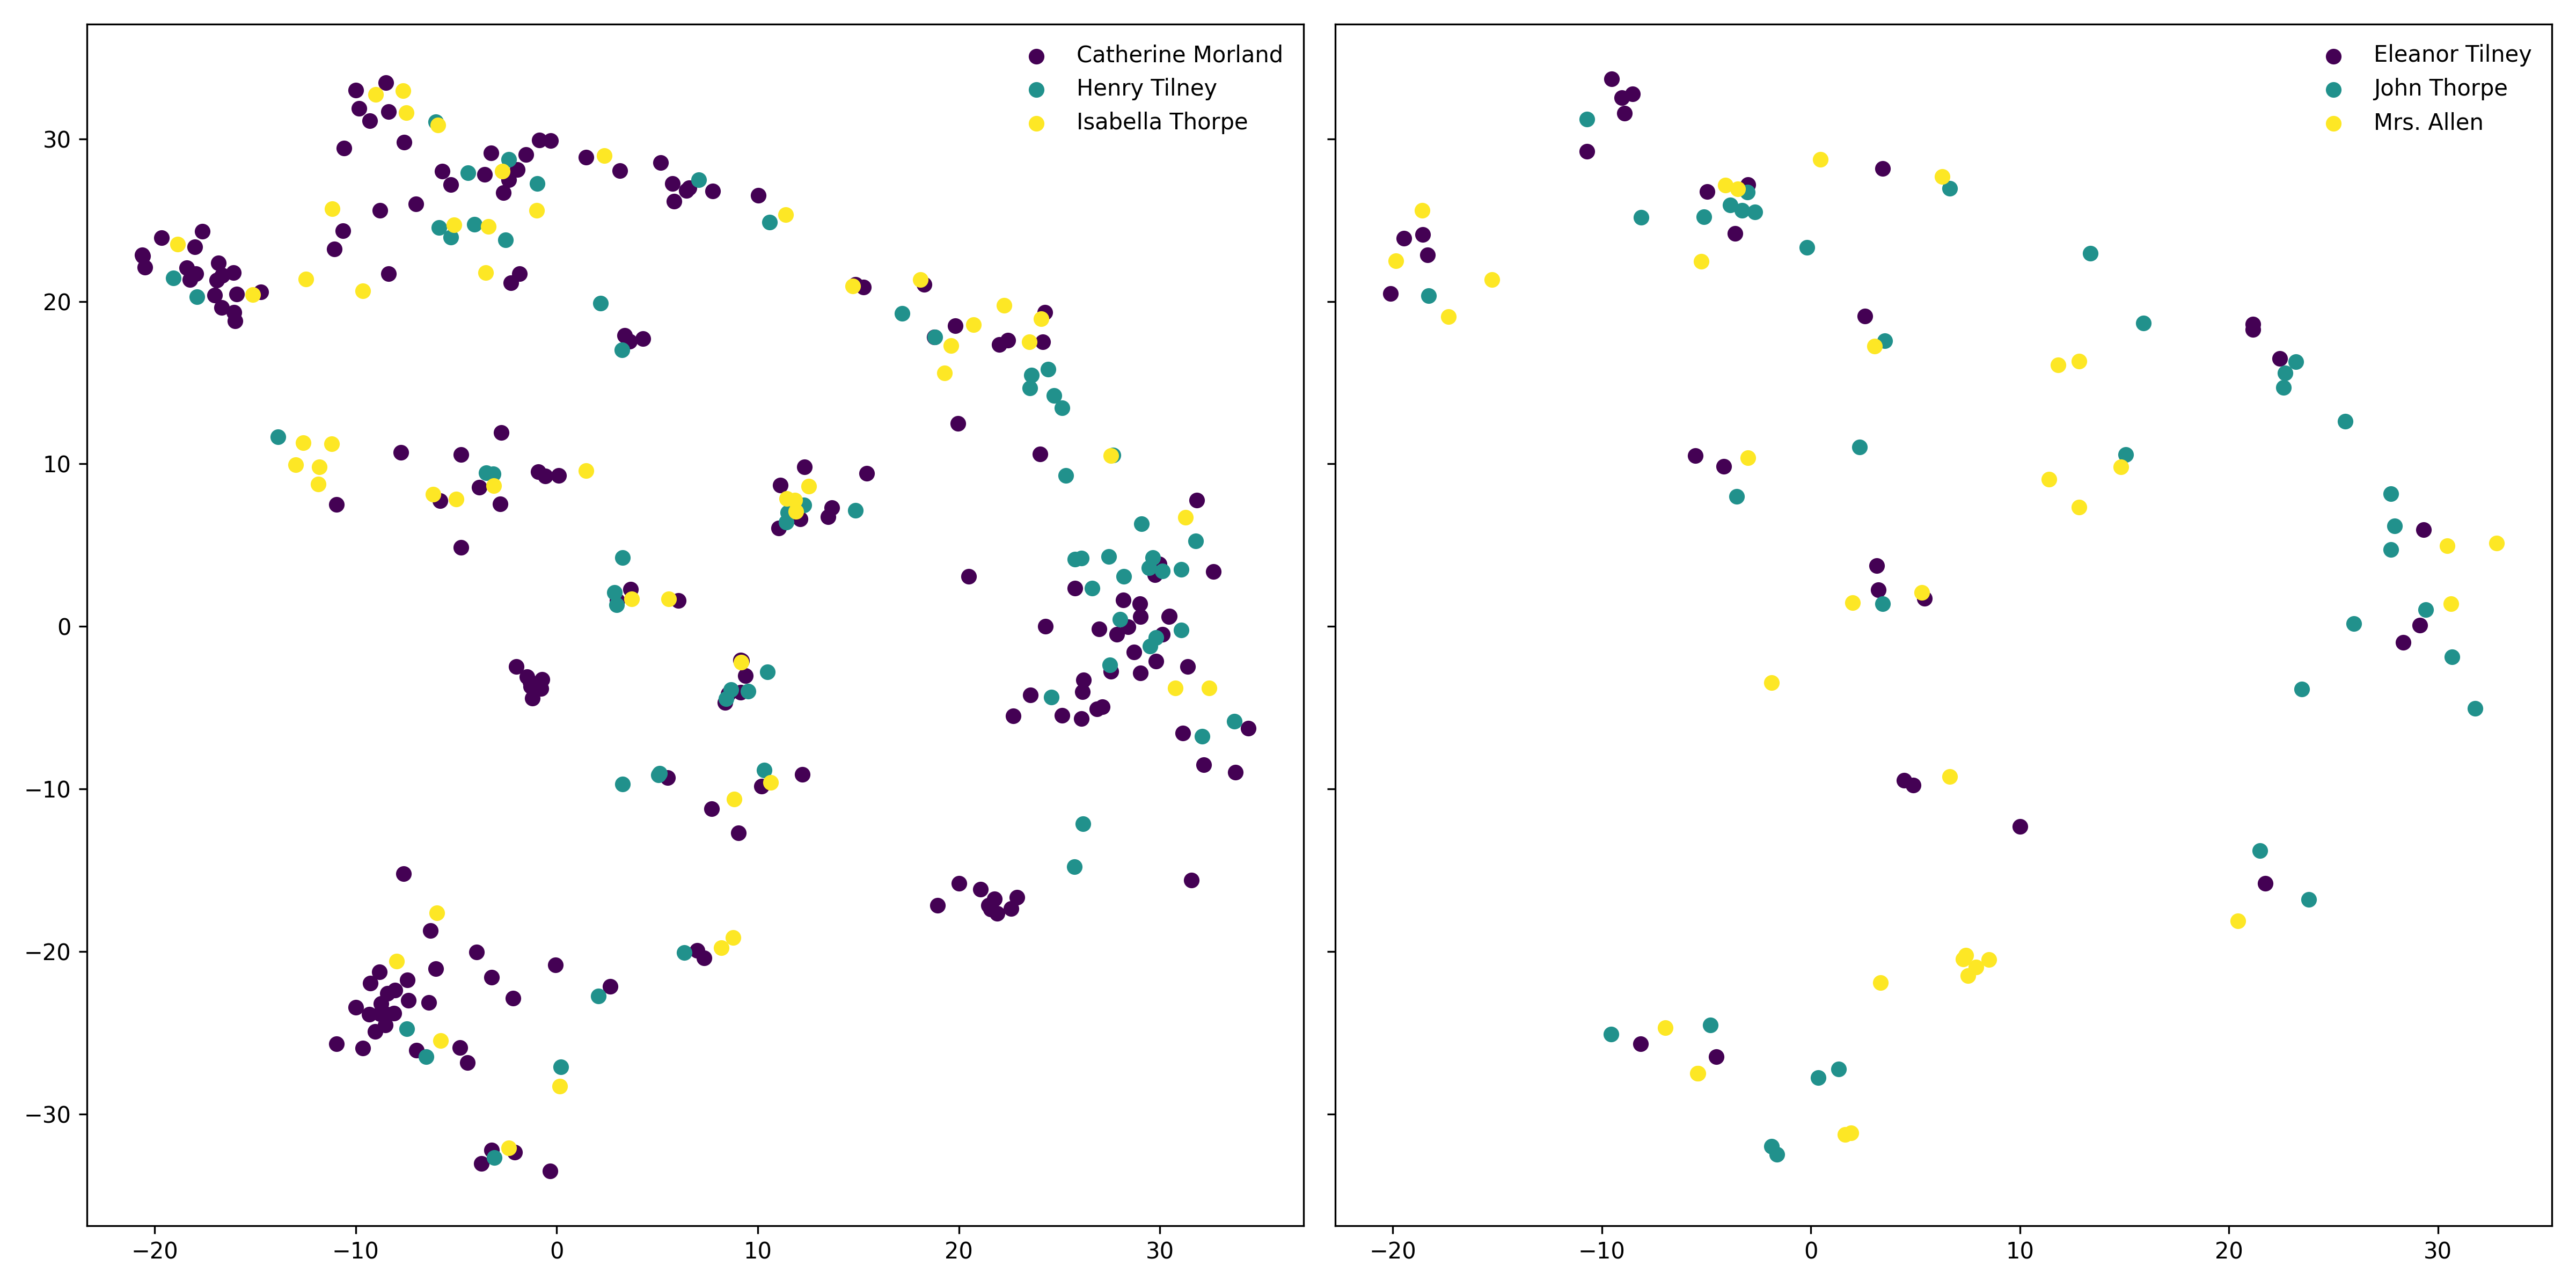 Catherine Morland
Henry Tilney
Isabella Thorpe
Eleanor Tilney
John Thorpe
Mrs. Allen
30
20
10
0
−10
−20
−30
−20 −10 0 10 20 30
−20 −10 0 10 20 30